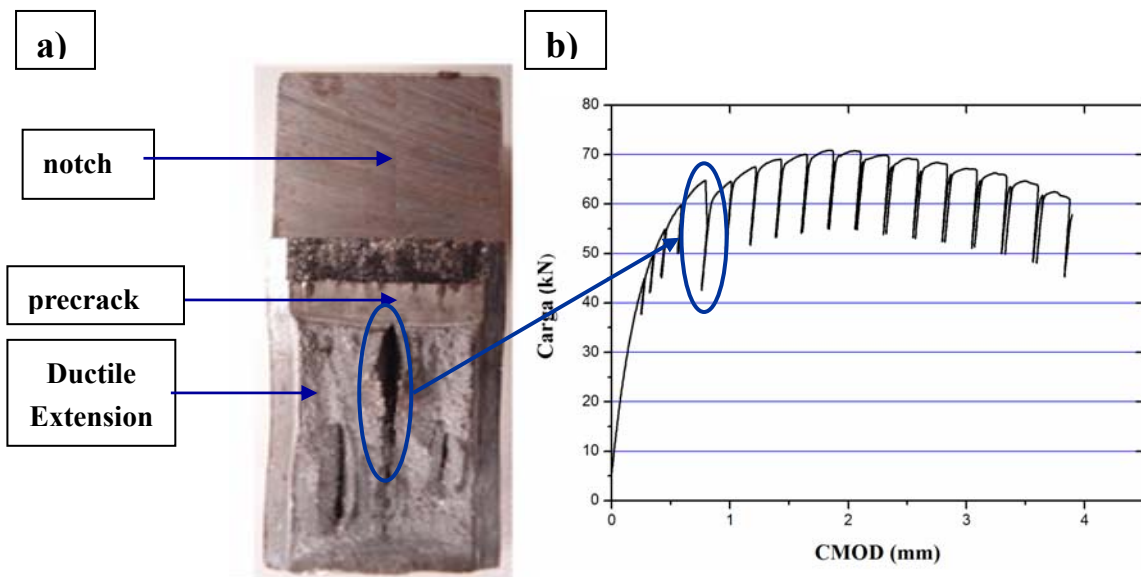 a)
notch
precrack
Ductile
Extension
b)
80
70
60
50
40
30
20
10
0
Carga (kN)
0 1 2 3 4
CMOD (mm)